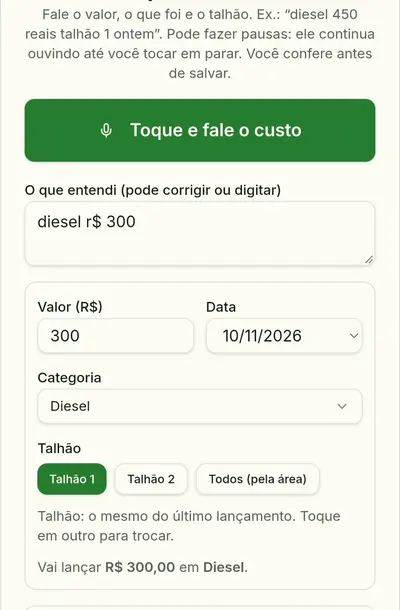 Fale o valor, o que foi e o talhão. Ex.: “diesel 450
reais talhão 1 ontem”. Pode fazer pausas: ele continua
ouvindo até você tocar em parar. Você confere antes
de salvar.
Toque e fale o custo
O que entendi (pode corrigir ou digitar)
diesel r$ 300
Valor (R$)
Data
300
10/11/2026
Categoria
Diesel
Talhão
Talhão 1
Talhão 2
Todos (pela área)
Talhão: o mesmo do último lançamento. Toque
em outro para trocar.
Vai lançar R$ 300,00 em Diesel.